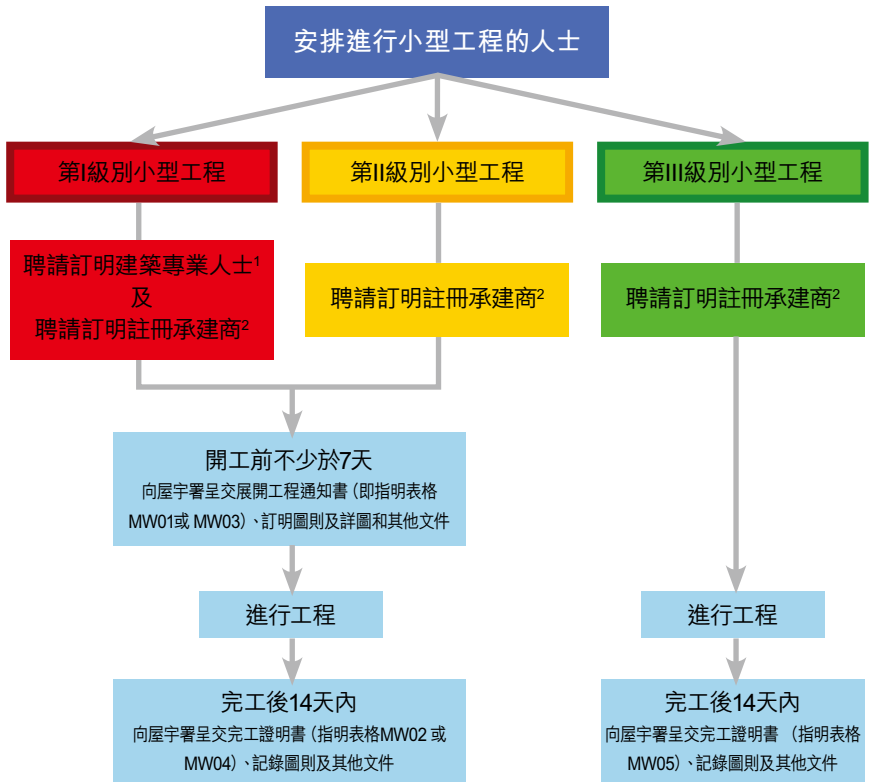 安排進行小型工程的人士
第I級別小型工程
第II級別小型工程
第III級別小型工程
聘請訂明建築專業人士¹
及
聘請訂明註冊承建商²
聘請訂明註冊承建商²
聘請訂明註冊承建商²
開工前不少於7天
向屋宇署呈交展開工程通知書（即指明表格
MW01或 MW03）、訂明圖則及詳圖和其他文件
進行工程
進行工程
完工後14天內
向屋宇署呈交完工證明書（指明表格MW02 或
MW04）、記錄圖則及其他文件
完工後14天內
向屋宇署呈交完工證明書 （指明表格
MW05）、記錄圖則及其他文件